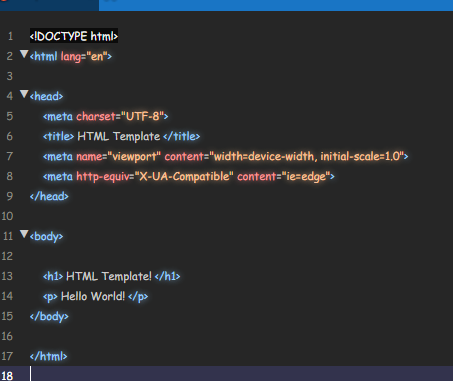 1 <!DOCTYPE html>
2 <html lang="en">
3
4 <head>
5 <meta charset="UTF-8">
6 <title> HTML Template </title>
7 <meta name="viewport" content="width=device-width, initial-scale=1.0">
8 <meta http-equiv="X-UA-Compatible" content="ie=edge">
9 </head>
10
11 <body>
12
13 <h1> HTML Template! </h1>
14 <p> Hello World! </p>
15 </body>
16
17 </html>
18